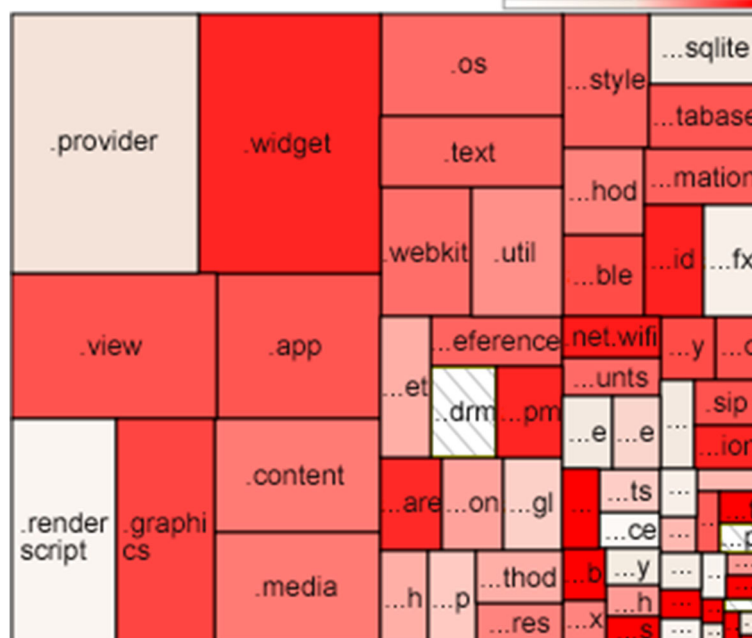 .provider
.widget
.os
...style
...sqlite
...tabase
.text
...hod
...mation
.webkit
.util
...ble
...id
...fx
.view
.app
...et
...eference
.net.wifi
...y
...unts
..drm
...pm
...e
...e
...
.sip
...ion
.render
script
.graphi
cs
.content
.media
...are
...on
...gl
...ts
...
...ce
...
...h
...p
...thod
...res
...b
...y
...
...h
...
...x
...s
...